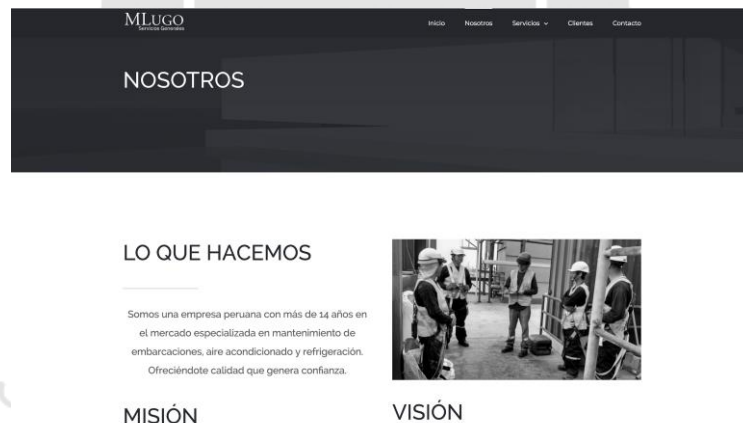 MLUGO
Servicios Generales
Inicio Nosotros Servicios Clientes Contacto
NOSOTROS
LO QUE HACEMOS
Somos una empresa peruana con más de 14 años en
el mercado especializada en mantenimiento de
embarcaciones, aire acondicionado y refrigeración.
Ofreciéndote calidad que genera confianza.
MISIÓN
VISIÓN